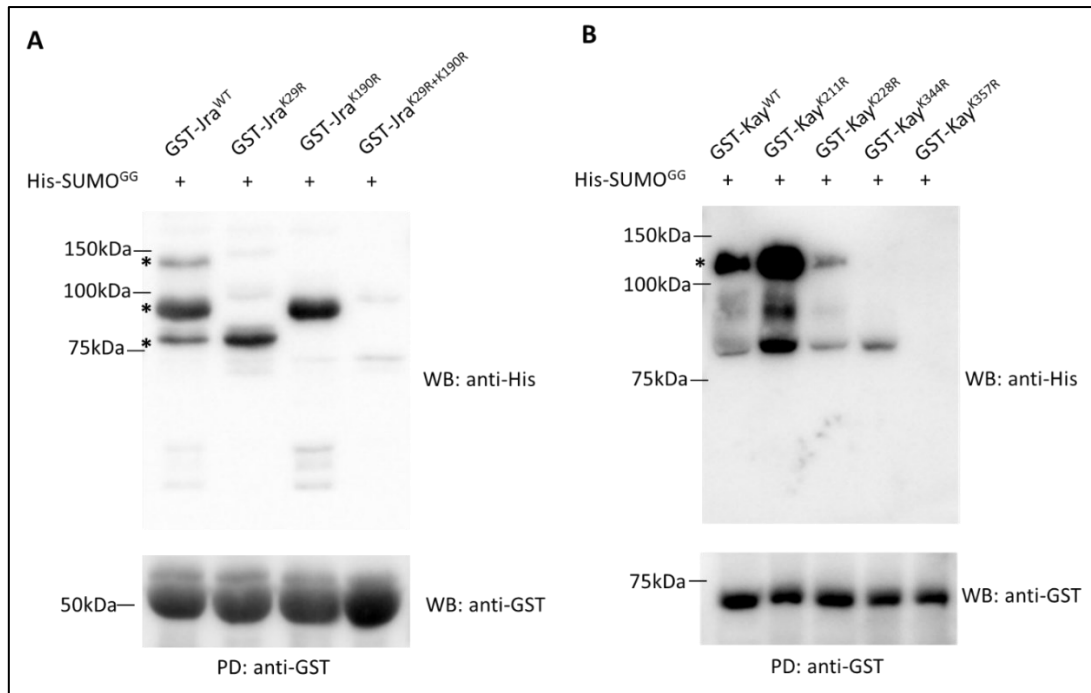 A
GST-Jra^WT
GST-Jra^K29R
GST-Jra^K190R
GST-Jra^K29R+K190R
His-SUMO^GG
+ + + +
150kDa
*
100kDa
*
*
75kDa
WB: anti-His
50kDa
WB: anti-GST
PD: anti-GST
B
GST-Kay^WT
GST-Kay^K211R
GST-Kay^K228R
GST-Kay^K344R
GST-Kay^K357R
His-SUMO^GG
+ + + + +
150kDa
*
100kDa
75kDa
WB: anti-His
75kDa
WB: anti-GST
PD: anti-GST